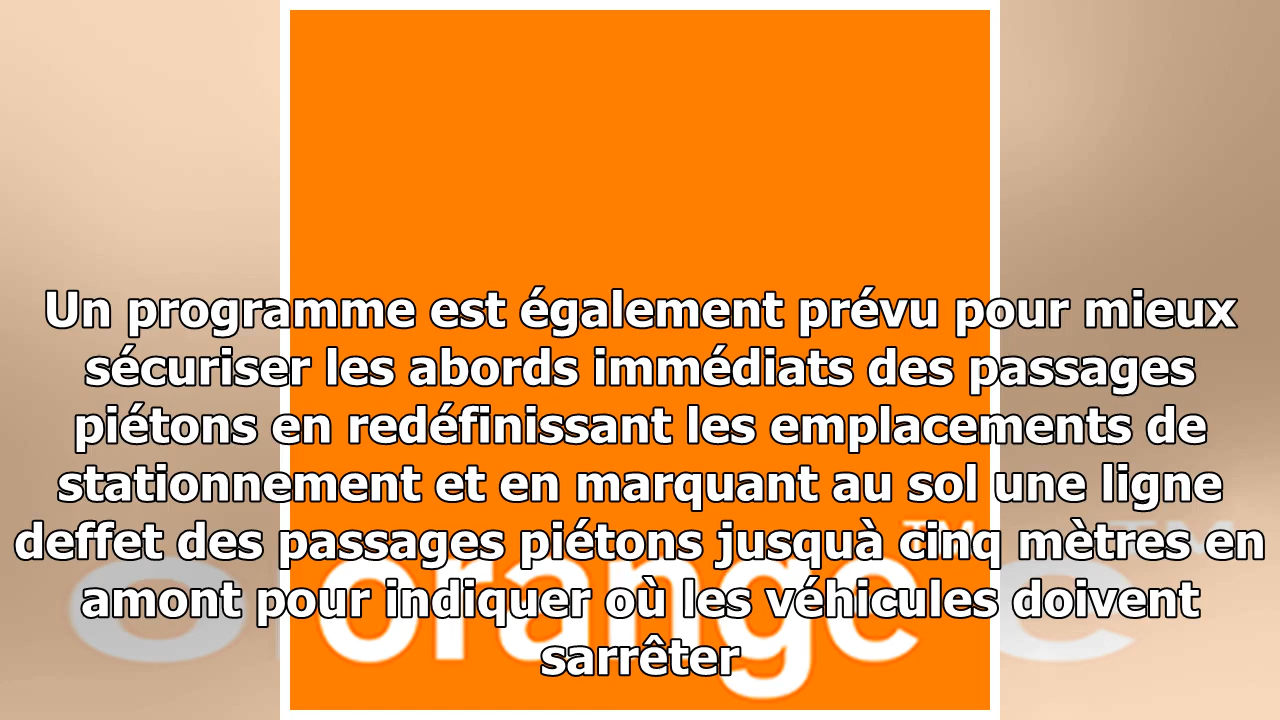 Un programme est également prévu pour mieux
sécuriser les abords immédiats des passages
piétons en redéfinissant les emplacements de
stationnement et en marquant au sol une ligne
deffet des passages piétons jusquà cinq mètres en
amont pour indiquer où les véhicules doivent
sarrêter
orange™